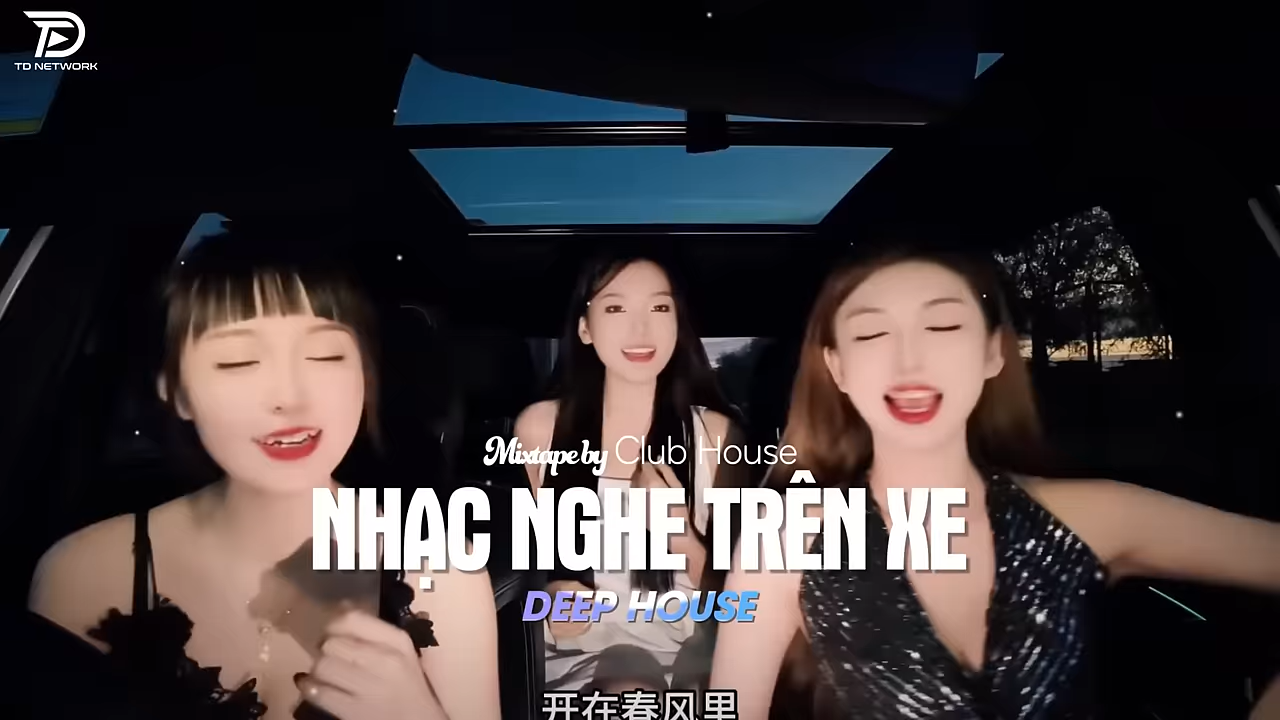 TD NETWORK
Mixtape by Club House
NHẠC NGHE TRÊN XE
DEEP HOUSE
开在春风里